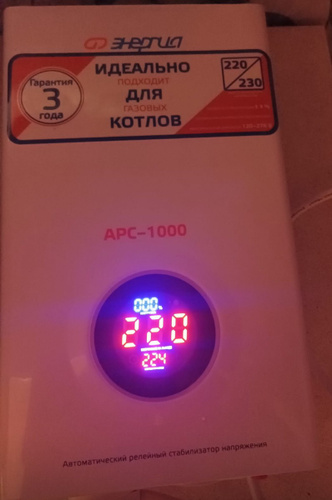 энергия
Гарантия
3
года
ИДЕАЛЬНО
ПОДХОДИТ
ДЛЯ
ГАЗОВЫХ
КОТЛОВ
220
230
АРС-1000
000%
220
224
Автоматический релейный стабилизатор напряжения